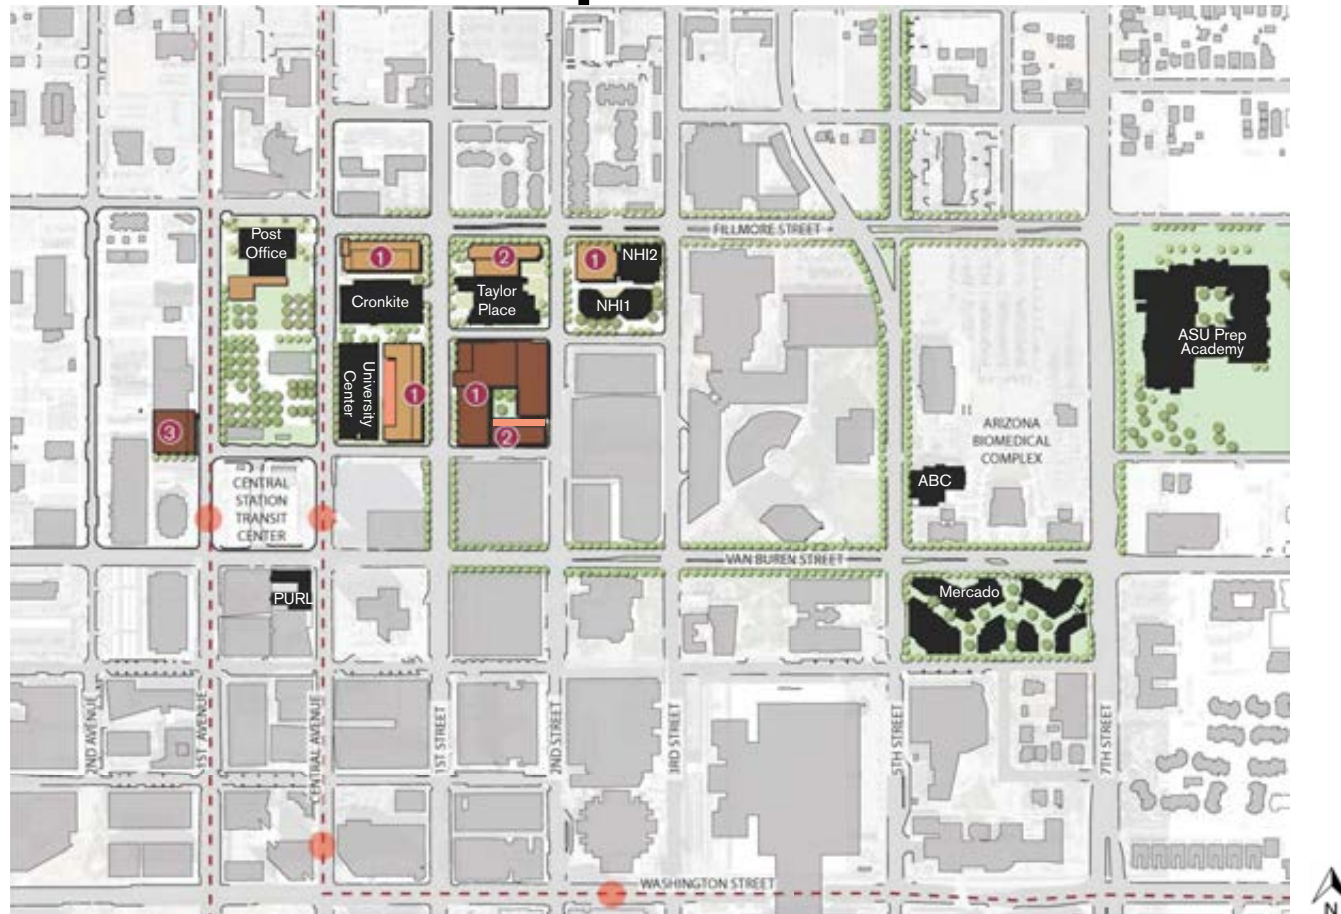 FILLMORE STREET
Post
Office
1
2
1
NHI2
Cronkite
Taylor
Place
NHI1
ASU Prep
Academy
University
Center
1
1
3
2
ARIZONA
BIOMEDICAL
COMPLEX
ABC
CENTRAL
STATION
TRANSIT
CENTER
VAN BUREN STREET
PURL
Mercado
2ND AVENUE
1ST AVENUE
CENTRAL AVENUE
1ST STREET
2ND STREET
3RD STREET
5TH STREET
7TH STREET
WASHINGTON STREET
N